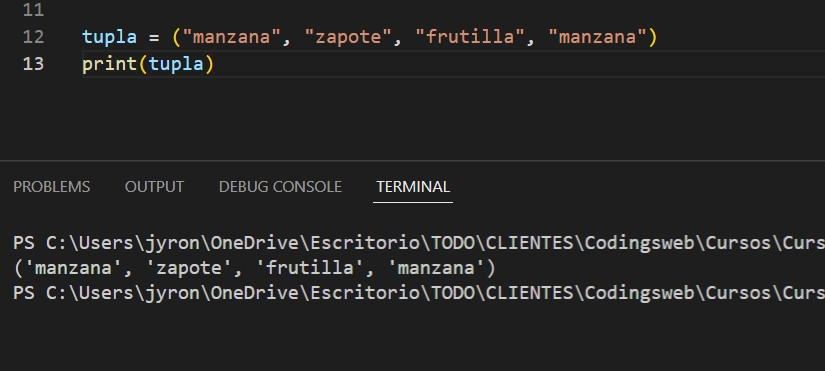 11
12 tupla = ("manzana", "zapote", "frutilla", "manzana")
13 print(tupla)
PROBLEMS OUTPUT DEBUG CONSOLE TERMINAL
PS C:\Users\jyron\OneDrive\Escritorio\TODO\CLIENTES\Codingsweb\Cursos\Curs
('manzana', 'zapote', 'frutilla', 'manzana')
PS C:\Users\jyron\OneDrive\Escritorio\TODO\CLIENTES\Codingsweb\Cursos\Curs